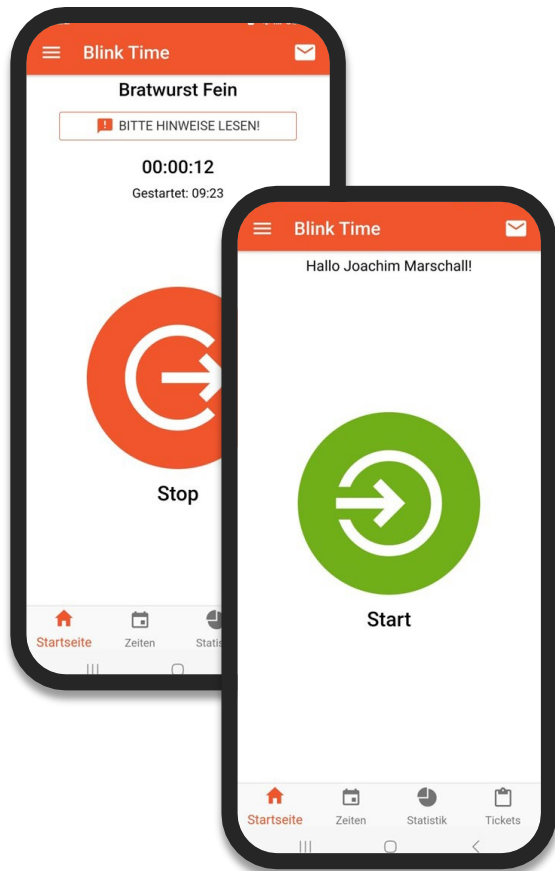 Blink Time
Bratwurst Fein
BITTE HINWEISE LESEN!
00:00:12
Gestartet: 09:23
Stop
Startseite
Zeiten
Blink Time
Hallo Joachim Marschall!
Start
Startseite
Zeiten
Statistik
Tickets